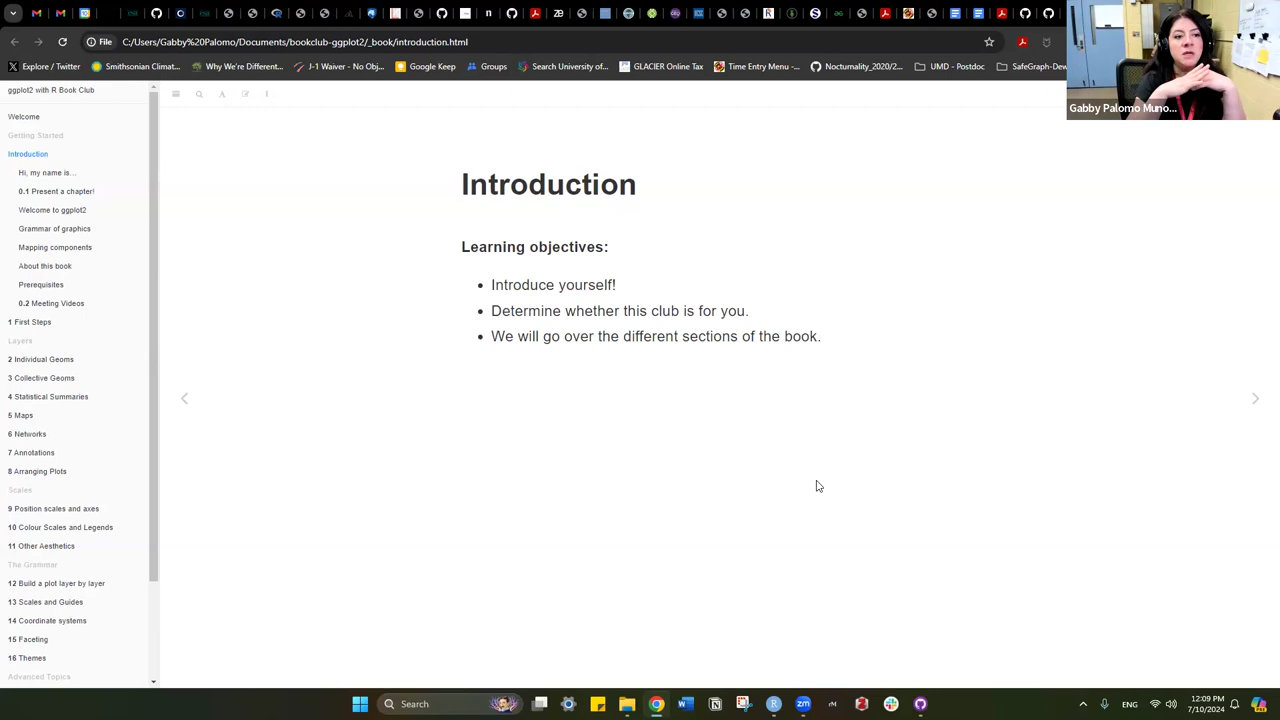 File
C:/Users/Gabby%20Palomo/Documents/bookclub-ggplot2/_book/introduction.html
Explore / Twitter
Smithsonian Climat...
Why We're Different...
J-1 Waiver - No Obj...
Google Keep
Simpson Diversity I...
Search University of...
GLACIER Online Tax
Time Entry Menu -...
Nocturnality_2020/2...
UMD - Postdoc
SafeGraph-Dew
Gabby Palomo Muno...
ggplot2 with R Book Club
Welcome
Getting Started
Introduction
Hi, my name is...
0.1 Present a chapter!
Welcome to ggplot2
Grammar of graphics
Mapping components
About this book
Prerequisites
0.2 Meeting Videos
1 First Steps
Layers
2 Individual Geoms
3 Collective Geoms
4 Statistical Summaries
5 Maps
6 Networks
7 Annotations
8 Arranging Plots
Scales
9 Position scales and axes
10 Colour Scales and Legends
11 Other Aesthetics
The Grammar
12 Build a plot layer by layer
13 Scales and Guides
14 Coordinate systems
15 Faceting
16 Themes
Advanced Topics
Introduction
Learning objectives:
• Introduce yourself!
• Determine whether this club is for you.
• We will go over the different sections of the book.
Search
ENG
12:09 PM
7/10/2024